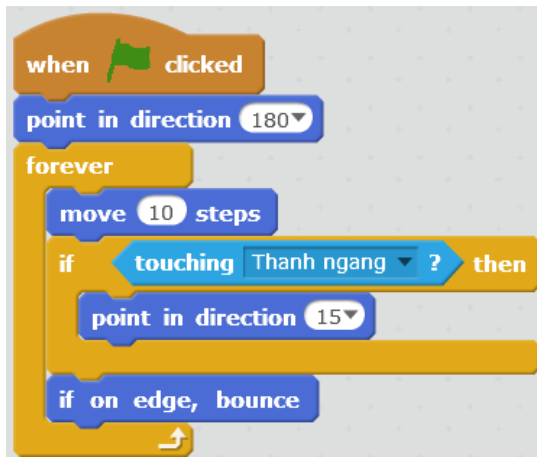 when clicked
point in direction 180
forever
move 10 steps
if touching Thanh ngang ? then
point in direction 15
if on edge, bounce